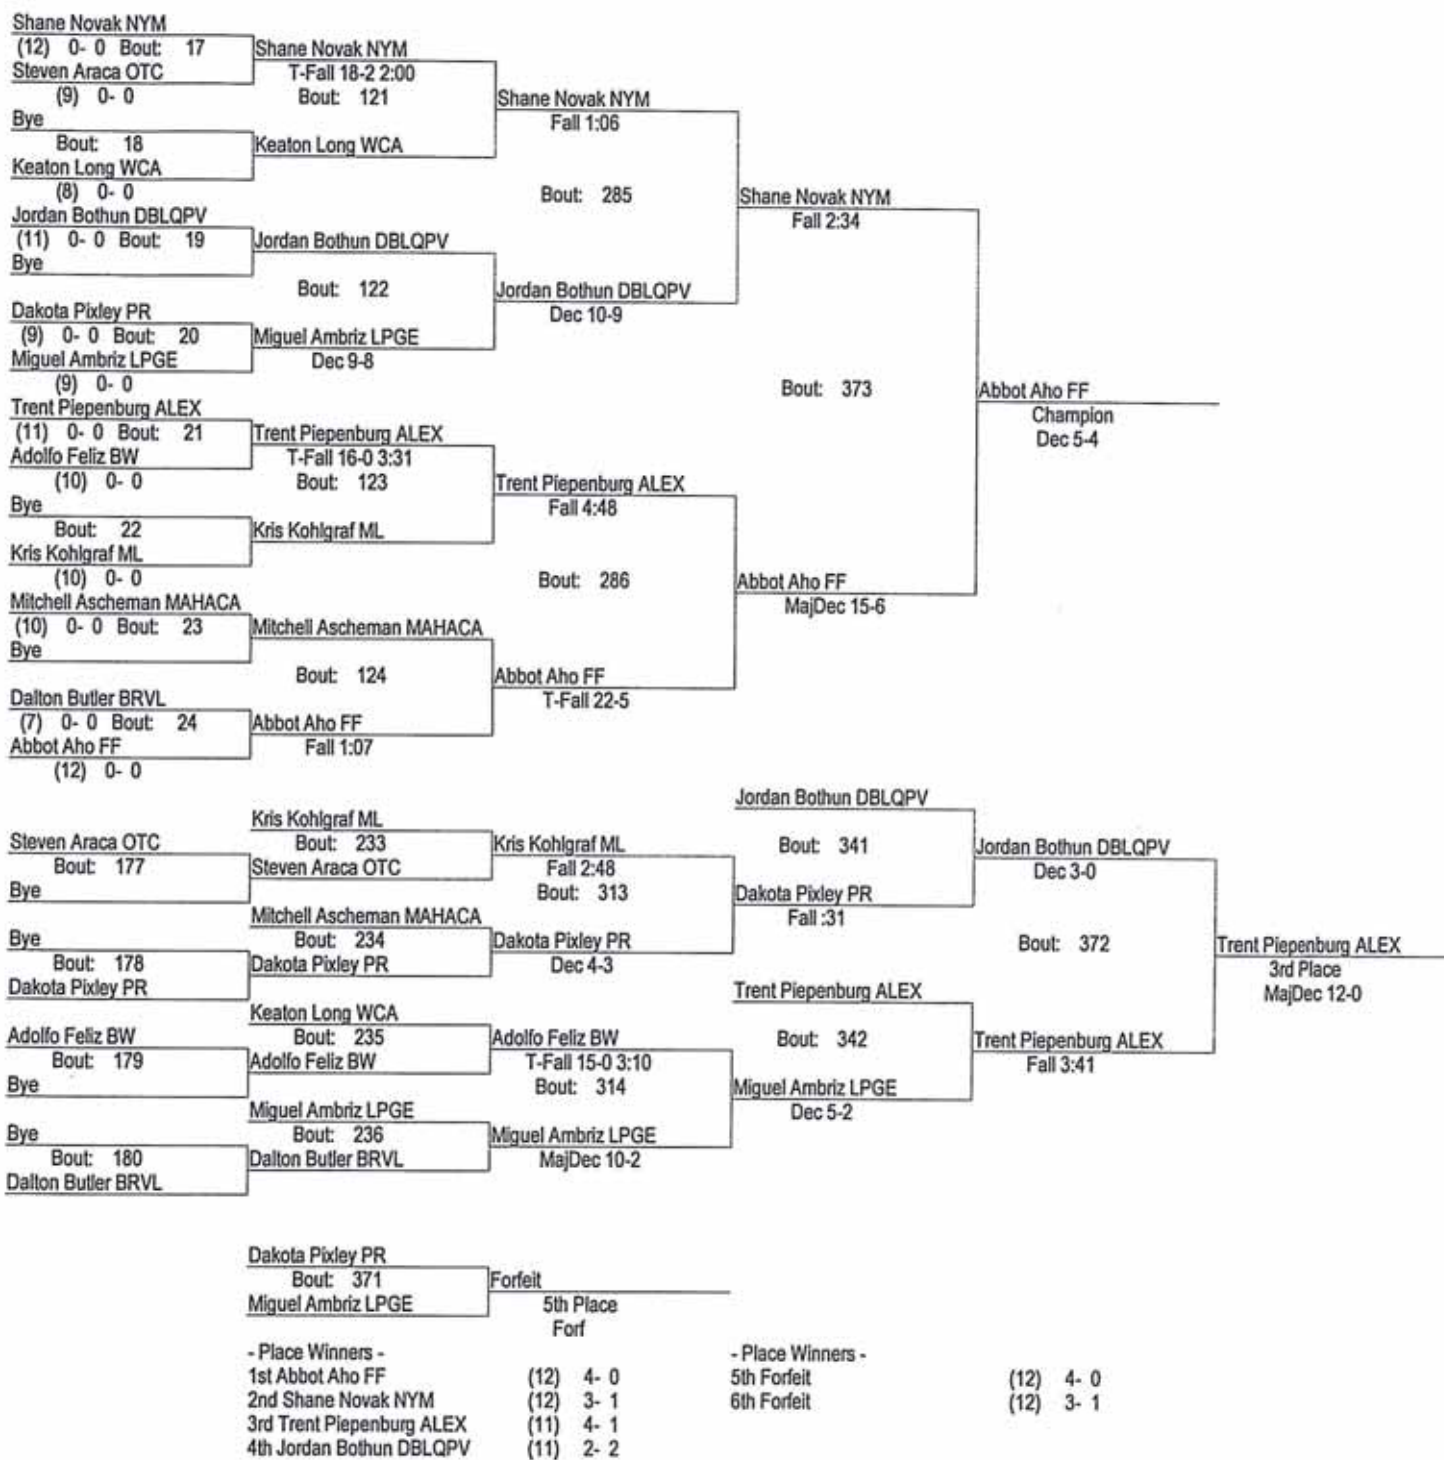 Shane Novak NYM
(12) 0- 0 Bout: 17
Steven Araca OTC
(9) 0- 0
Bye
Bout: 18
Keaton Long WCA
(8) 0- 0
Jordan Bothun DBLQPV
(11) 0- 0 Bout: 19
Bye
Dakota Pixley PR
(9) 0- 0 Bout: 20
Miguel Ambriz LPGE
(9) 0- 0
Trent Piepenburg ALEX
(11) 0- 0 Bout: 21
Adolfo Feliz BW
(10) 0- 0
Bye
Bout: 22
Kris Kohlgraf ML
(10) 0- 0
Mitchell Ascheman MAHACA
(10) 0- 0 Bout: 23
Bye
Dalton Butler BRVL
(7) 0- 0 Bout: 24
Abbot Aho FF
(12) 0- 0
Shane Novak NYM
T-Fall 18-2 2:00
Bout: 121
Keaton Long WCA
Jordan Bothun DBLQPV
Bout: 122
Miguel Ambriz LPGE
Dec 9-8
Trent Piepenburg ALEX
T-Fall 16-0 3:31
Bout: 123
Kris Kohlgraf ML
Mitchell Ascheman MAHACA
Bout: 124
Abbot Aho FF
Fall 1:07
Shane Novak NYM
Fall 1:06
Bout: 285
Jordan Bothun DBLQPV
Dec 10-9
Trent Piepenburg ALEX
Fall 4:48
Bout: 286
Abbot Aho FF
T-Fall 22-5
Shane Novak NYM
Fall 2:34
Bout: 373
Abbot Aho FF
MajDec 15-6
Abbot Aho FF
Champion
Dec 5-4
Steven Araca OTC
Bout: 177
Bye
Bye
Bout: 178
Dakota Pixley PR
Adolfo Feliz BW
Bout: 179
Bye
Bye
Bout: 180
Dalton Butler BRVL
Kris Kohlgraf ML
Bout: 233
Steven Araca OTC
Mitchell Ascheman MAHACA
Bout: 234
Dakota Pixley PR
Keaton Long WCA
Bout: 235
Adolfo Feliz BW
Miguel Ambriz LPGE
Bout: 236
Dalton Butler BRVL
Kris Kohlgraf ML
Fall 2:48
Bout: 313
Dakota Pixley PR
Dec 4-3
Adolfo Feliz BW
T-Fall 15-0 3:10
Bout: 314
Miguel Ambriz LPGE
MajDec 10-2
Jordan Bothun DBLQPV
Bout: 341
Dakota Pixley PR
Fall :31
Trent Piepenburg ALEX
Bout: 342
Miguel Ambriz LPGE
Dec 5-2
Jordan Bothun DBLQPV
Dec 3-0
Bout: 372
Trent Piepenburg ALEX
Fall 3:41
Trent Piepenburg ALEX
3rd Place
MajDec 12-0
Dakota Pixley PR
Bout: 371
Miguel Ambriz LPGE
Forfeit
5th Place
Forf
- Place Winners -
1st Abbot Aho FF (12) 4- 0
2nd Shane Novak NYM (12) 3- 1
3rd Trent Piepenburg ALEX (11) 4- 1
4th Jordan Bothun DBLQPV (11) 2- 2
- Place Winners -
5th Forfeit (12) 4- 0
6th Forfeit (12) 3- 1